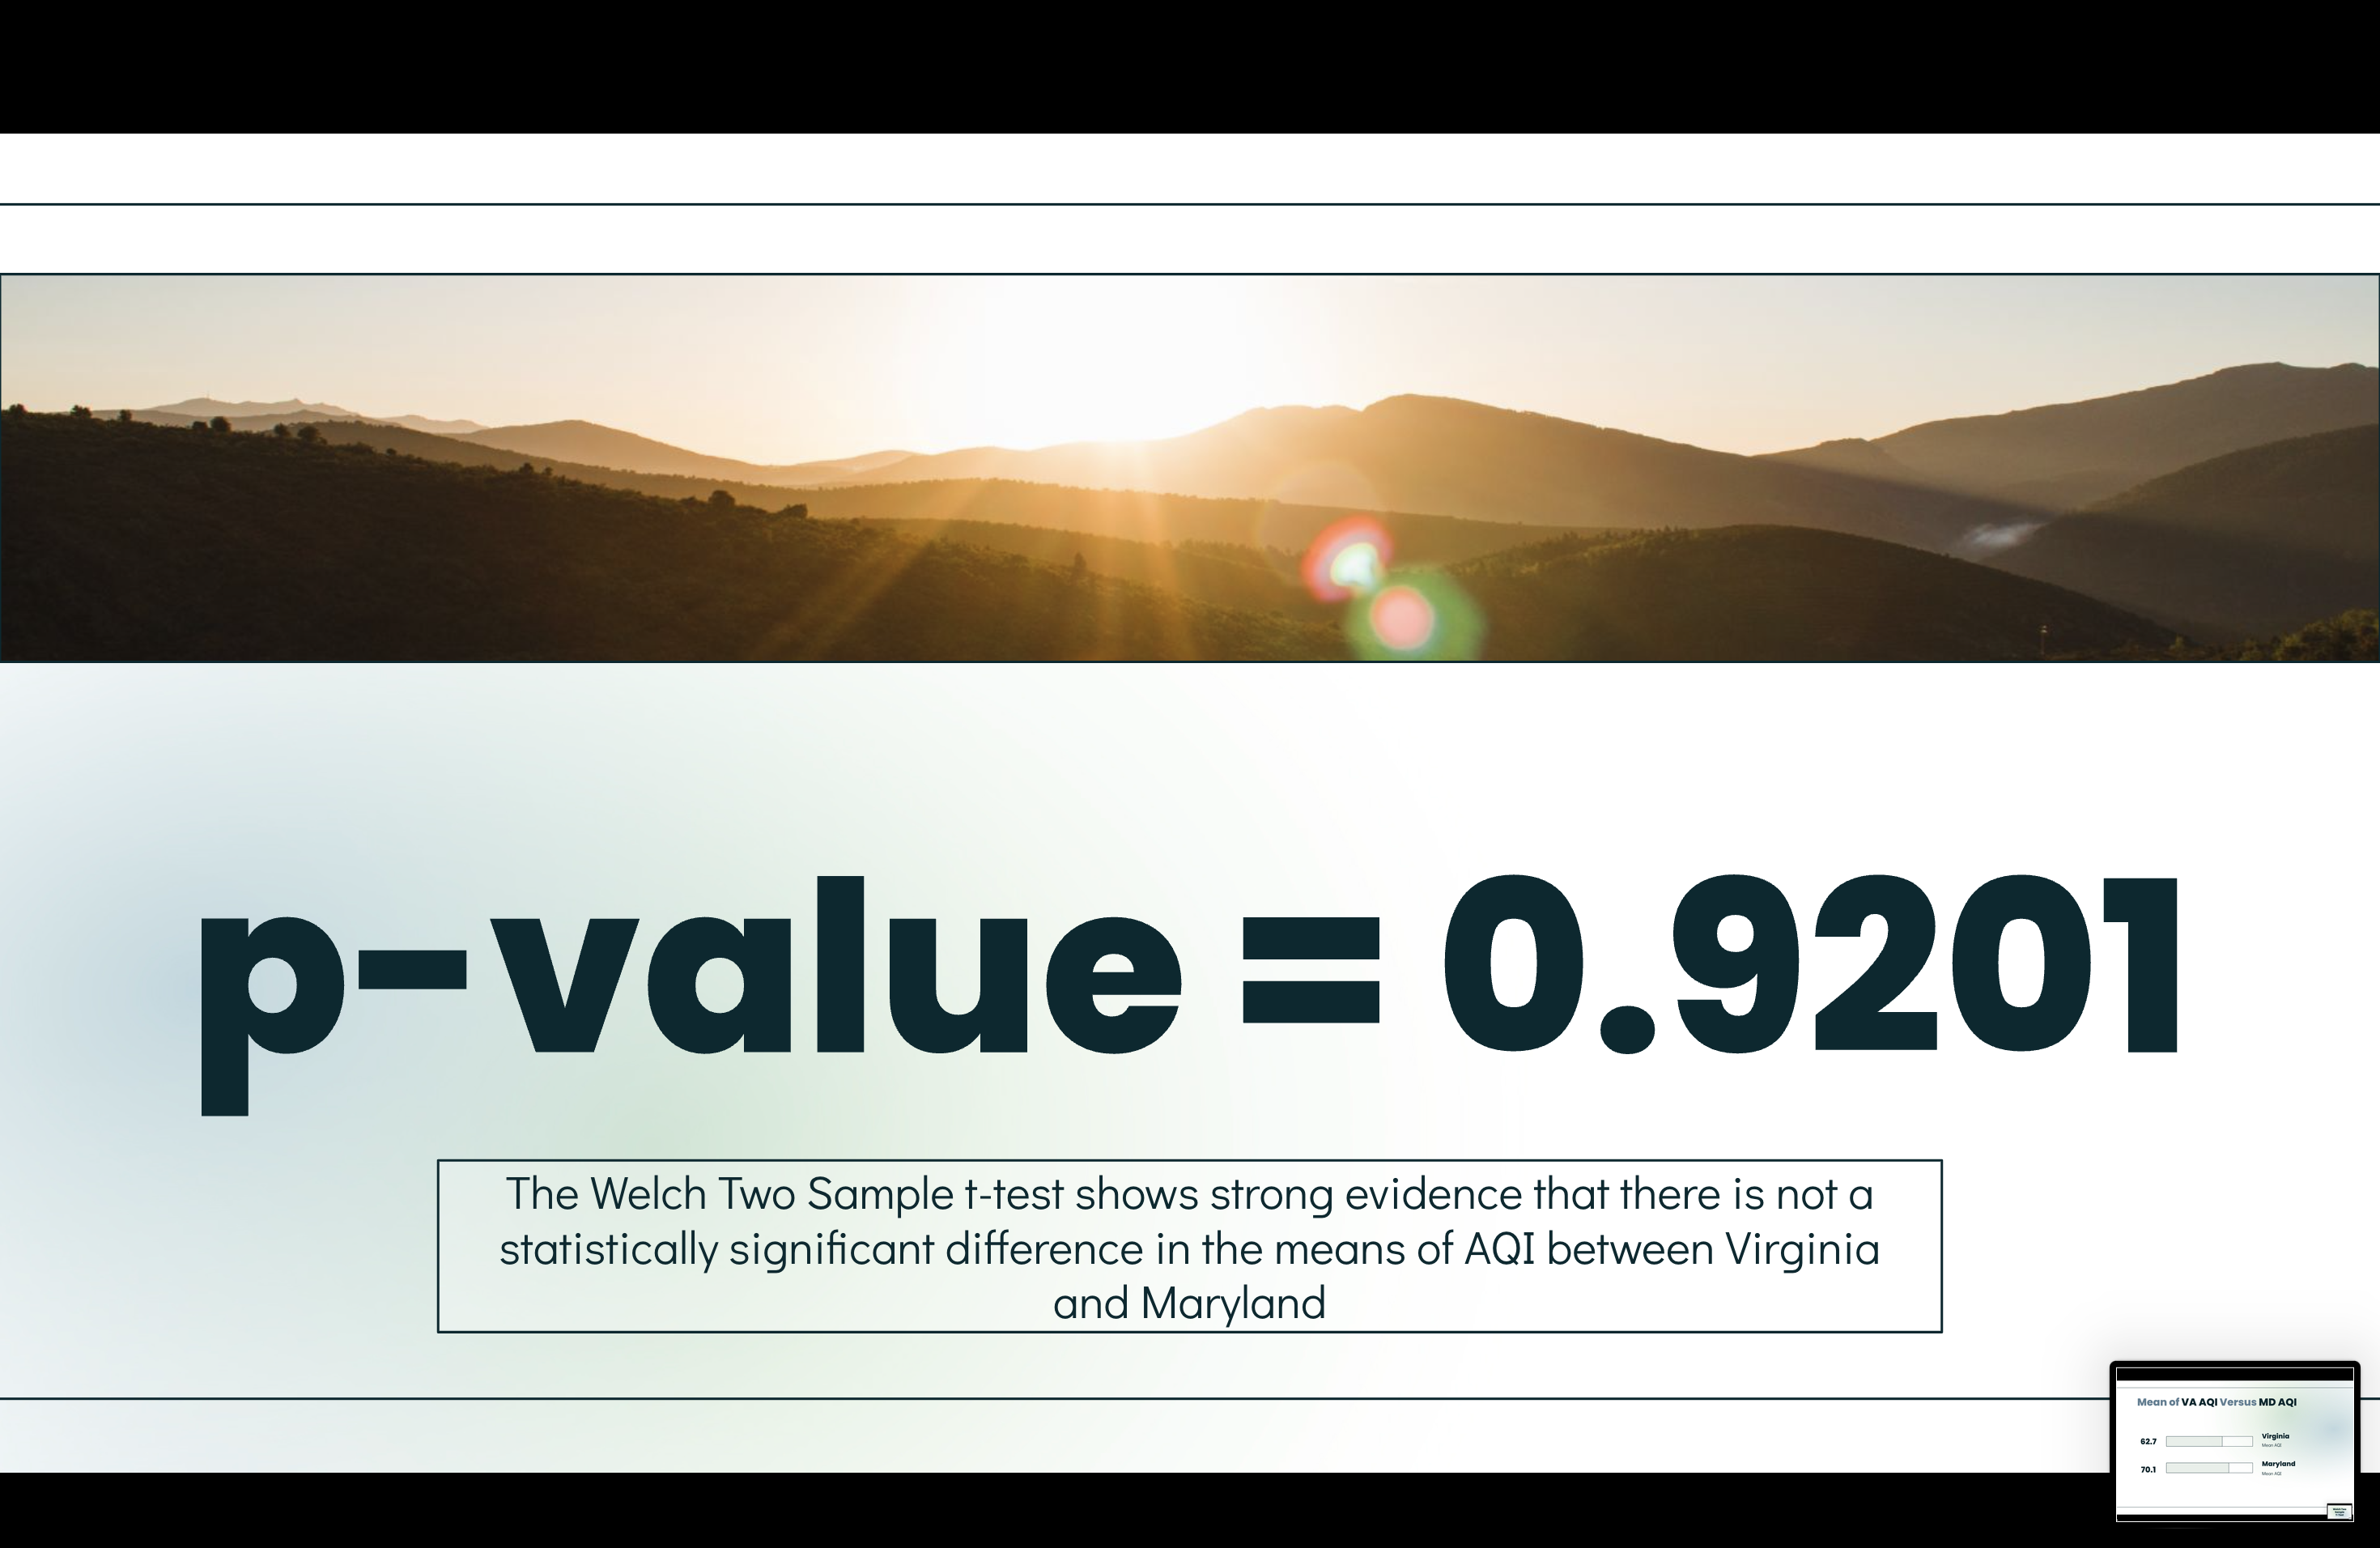 p-value = 0.9201
The Welch Two Sample t-test shows strong evidence that there is not a
statistically significant difference in the means of AQI between Virginia
and Maryland
Mean of VA AQI Versus MD AQI
62.7
Virginia
Mean AQI
70.1
Maryland
Mean AQI